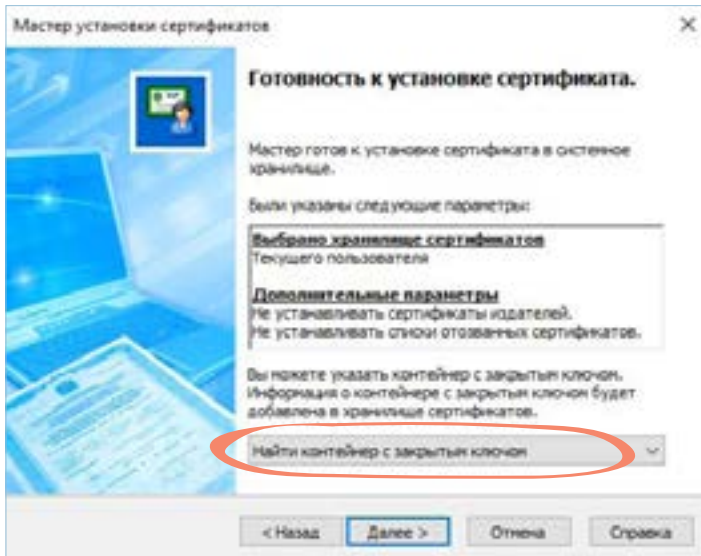 Мастер установки сертификатов
Готовность к установке сертификата.
Мастер готов к установке сертификата в системное
хранилище.
Были указаны следующие параметры:
Выбрано хранилище сертификатов
Текущего пользователя
Дополнительные параметры
Не устанавливать сертификаты издателей.
Не устанавливать списки отозванных сертификатов.
Вы можете указать контейнер с закрытым ключом.
Информация о контейнере с закрытым ключом будет
добавлена в хранилище сертификатов.
Найти контейнер с закрытым ключом
< Назад Далее > Отмена Справка